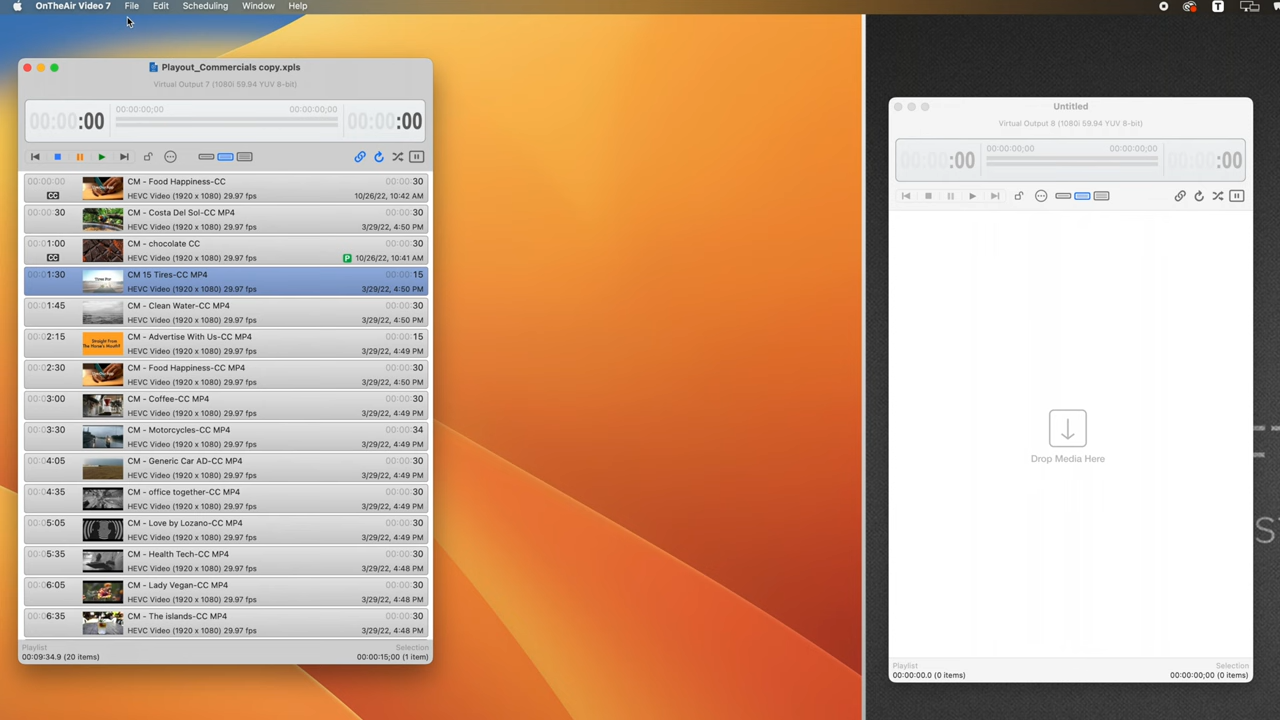 OnTheAir Video 7 File Edit Scheduling Window Help
T
Playout_Commercials copy.xpls
Virtual Output 7 (1080i 59.94 YUV 8-bit)
00:00:00 00:00:00;00 00:00:00;00 00:00:00
00:00:00 CM - Food Happiness-CC 00:00:30
CC HEVC Video (1920 x 1080) 29.97 fps 10/26/22, 10:42 AM
00:00:30 CM - Costa Del Sol-CC MP4 00:00:30
HEVC Video (1920 x 1080) 29.97 fps 3/29/22, 4:50 PM
00:01:00 CM - chocolate CC 00:00:30
CC HEVC Video (1920 x 1080) 29.97 fps P 10/26/22, 10:41 AM
00:01:30 CM 15 Tires-CC MP4 00:00:15
HEVC Video (1920 x 1080) 29.97 fps 3/29/22, 4:50 PM
00:01:45 CM - Clean Water-CC MP4 00:00:30
HEVC Video (1920 x 1080) 29.97 fps 3/29/22, 4:50 PM
00:02:15 CM - Advertise With Us-CC MP4 00:00:15
HEVC Video (1920 x 1080) 29.97 fps 3/29/22, 4:49 PM
00:02:30 CM - Food Happiness-CC MP4 00:00:30
HEVC Video (1920 x 1080) 29.97 fps 3/29/22, 4:50 PM
00:03:00 CM - Coffee-CC MP4 00:00:30
HEVC Video (1920 x 1080) 29.97 fps 3/29/22, 4:49 PM
00:03:30 CM - Motorcycles-CC MP4 00:00:34
HEVC Video (1920 x 1080) 29.97 fps 3/29/22, 4:49 PM
00:04:05 CM - Generic Car AD-CC MP4 00:00:30
HEVC Video (1920 x 1080) 29.97 fps 3/29/22, 4:49 PM
00:04:35 CM - office together-CC MP4 00:00:30
HEVC Video (1920 x 1080) 29.97 fps 3/29/22, 4:49 PM
00:05:05 CM - Love by Lozano-CC MP4 00:00:30
HEVC Video (1920 x 1080) 29.97 fps 3/29/22, 4:49 PM
00:05:35 CM - Health Tech-CC MP4 00:00:30
HEVC Video (1920 x 1080) 29.97 fps 3/29/22, 4:48 PM
00:06:05 CM - Lady Vegan-CC MP4 00:00:30
HEVC Video (1920 x 1080) 29.97 fps 3/29/22, 4:48 PM
00:06:35 CM - The islands-CC MP4 00:00:30
HEVC Video (1920 x 1080) 29.97 fps 3/29/22, 4:48 PM
Playlist Selection
00:09:34.9 (20 items) 00:00:15;00 (1 item)
Untitled
Virtual Output 8 (1080i 59.94 YUV 8-bit)
00:00:00 00:00:00;00 00:00:00;00 00:00:00
Drop Media Here
Playlist Selection
00:00:00.0 (0 items) 00:00:00;00 (0 items)
ST